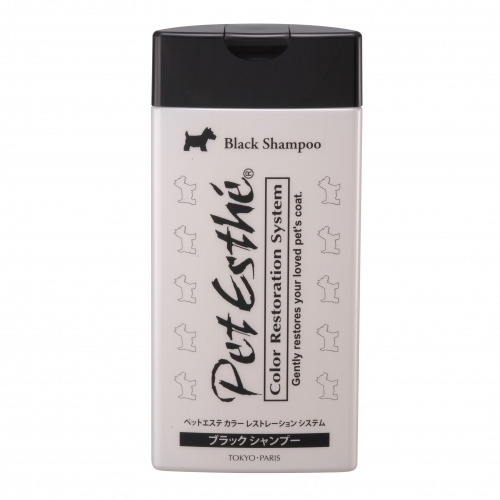 Black Shampoo
Pet Esthé®
Color Restoration System
Gently restores your loved pet's coat.
ペットエステ カラー レストレーション システム
ブラック シャンプー
TOKYO・PARIS